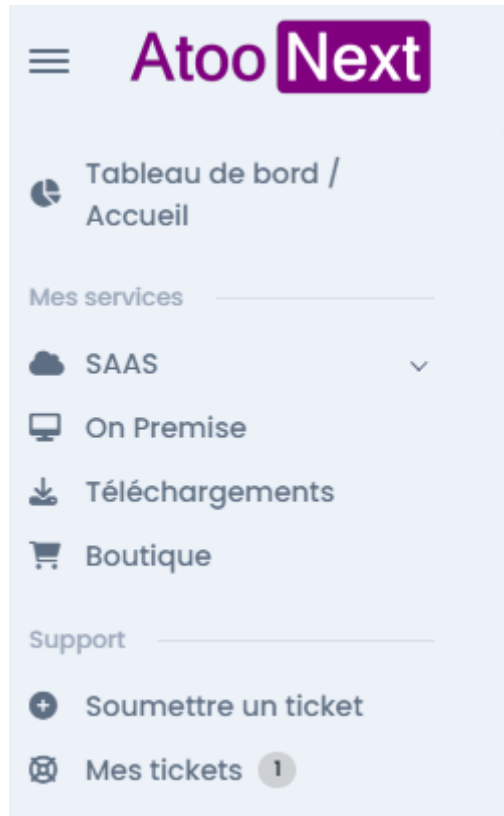 Atoo Next
Tableau de bord /
Accueil
Mes services
SAAS
On Premise
Téléchargements
Boutique
Support
Soumettre un ticket
Mes tickets 1